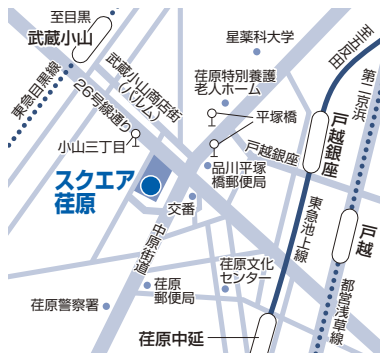 至目黒
武蔵小山
東急目黒線
武蔵小山商店街
(パルム)
26号線通り
小山三丁目
星薬科大学
荏原特別養護
老人ホーム
平塚橋
至五反田
第二京浜
戸越銀座
戸越銀座
品川平塚
橋郵便局
スクエア
荏原
交番
中原街道
東急池上線
戸越
都営浅草線
荏原文化
センター
荏原
郵便局
荏原警察署
荏原中延